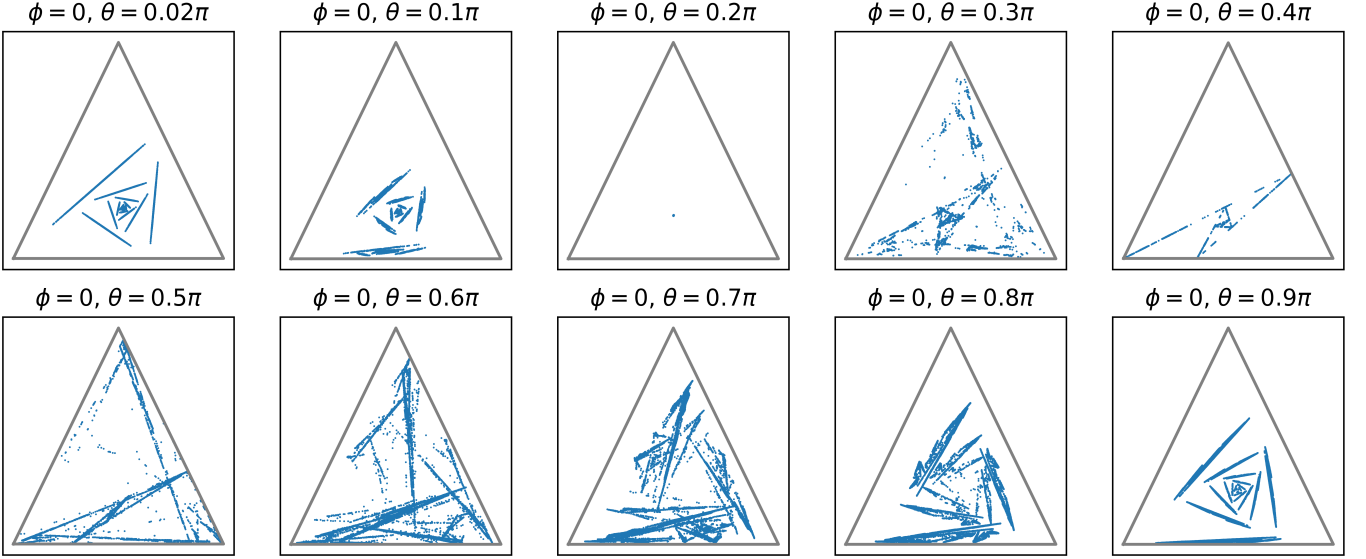 ϕ = 0, θ = 0.02π
ϕ = 0, θ = 0.1π
ϕ = 0, θ = 0.2π
ϕ = 0, θ = 0.3π
ϕ = 0, θ = 0.4π
ϕ = 0, θ = 0.5π
ϕ = 0, θ = 0.6π
ϕ = 0, θ = 0.7π
ϕ = 0, θ = 0.8π
ϕ = 0, θ = 0.9π